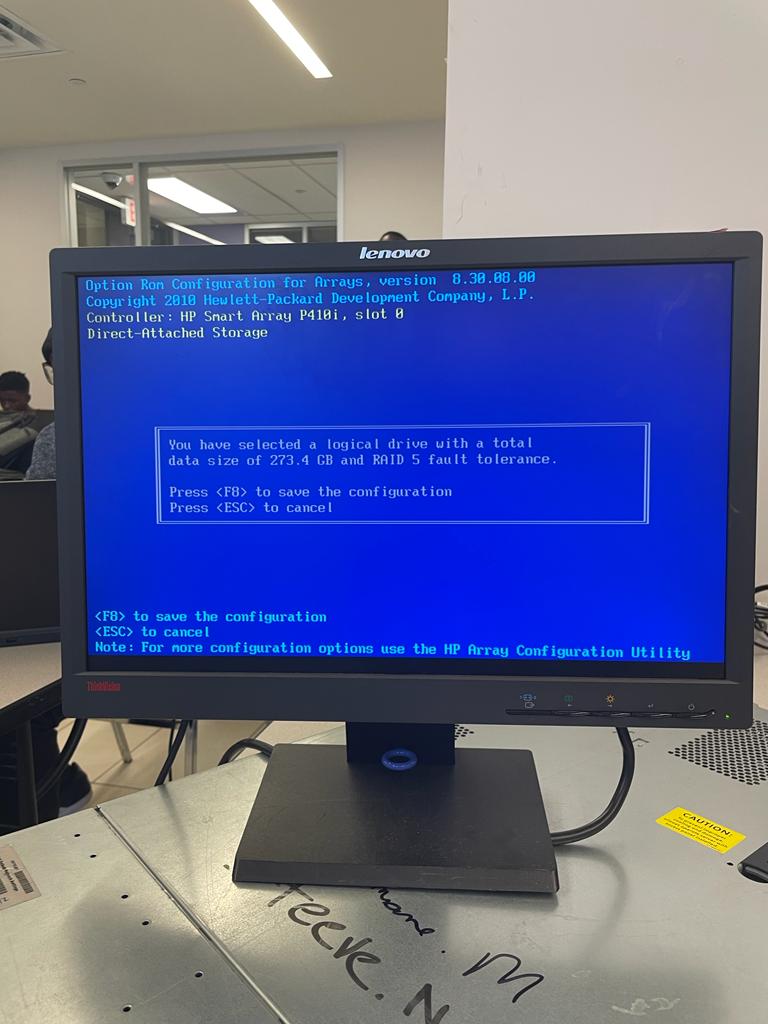 lenovo
Option Rom Configuration for Arrays, version 8.30.08.00
Copyright 2010 Hewlett-Packard Development Company, L.P.
Controller: HP Smart Array P410i, slot 0
Direct-Attached Storage
You have selected a logical drive with a total
data size of 273.4 GB and RAID 5 fault tolerance.
Press <F8> to save the configuration
Press <ESC> to cancel
<F8> to save the configuration
<ESC> to cancel
Note: For more configuration options use the HP Array Configuration Utility
ThinkVision
CAUTION:
M